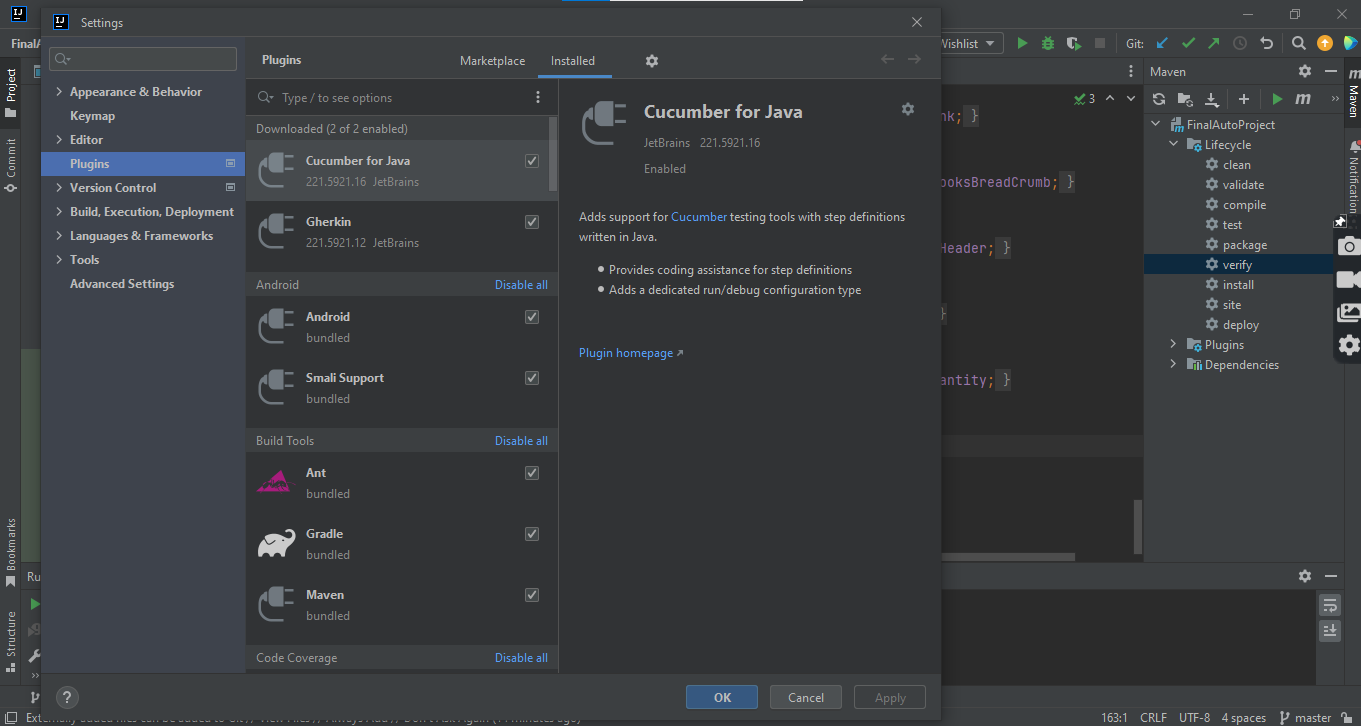 IJ
IJ Settings
FinalA
Wishlist
Git:
Plugins
Marketplace
Installed
Type / to see options
Appearance & Behavior
Keymap
Editor
Plugins
Version Control
Build, Execution, Deployment
Languages & Frameworks
Tools
Advanced Settings
Downloaded (2 of 2 enabled)
Cucumber for Java
221.5921.16 JetBrains
Gherkin
221.5921.12 JetBrains
Android Disable all
Android
bundled
Smali Support
bundled
Build Tools Disable all
Ant
bundled
Gradle
bundled
Maven
bundled
Code Coverage Disable all
Cucumber for Java
JetBrains 221.5921.16
Enabled
Adds support for Cucumber testing tools with step definitions
written in Java.
Provides coding assistance for step definitions
Adds a dedicated run/debug configuration type
Plugin homepage ↗
?
OK
Cancel
Apply
3
nk; }
ooksBreadCrumb; }
Header; }
}
antity; }
Maven
m
FinalAutoProject
Lifecycle
clean
validate
compile
test
package
verify
install
site
deploy
Plugins
Dependencies
Project
Commit
Bookmarks
Structure
m
Maven
Notification
Ru
163:1 CRLF UTF-8 4 spaces master